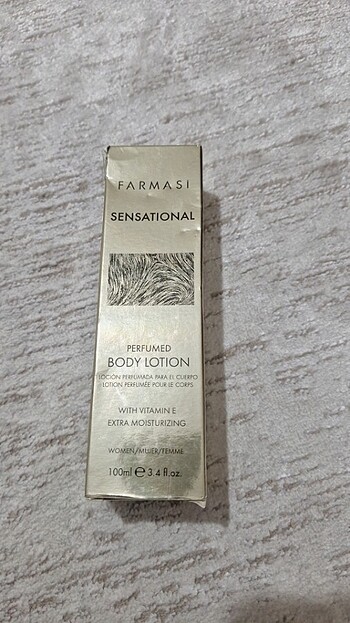 FARMASI
SENSATIONAL
PERFUMED
BODY LOTION
LOCIÓN PERFUMADA PARA EL CUERPO
LOTION PERFUMÉE POUR LE CORPS
WITH VITAMIN E
EXTRA MOISTURIZING
WOMEN/MUJER/FEMME
100ml ℮ 3.4 fl.oz.